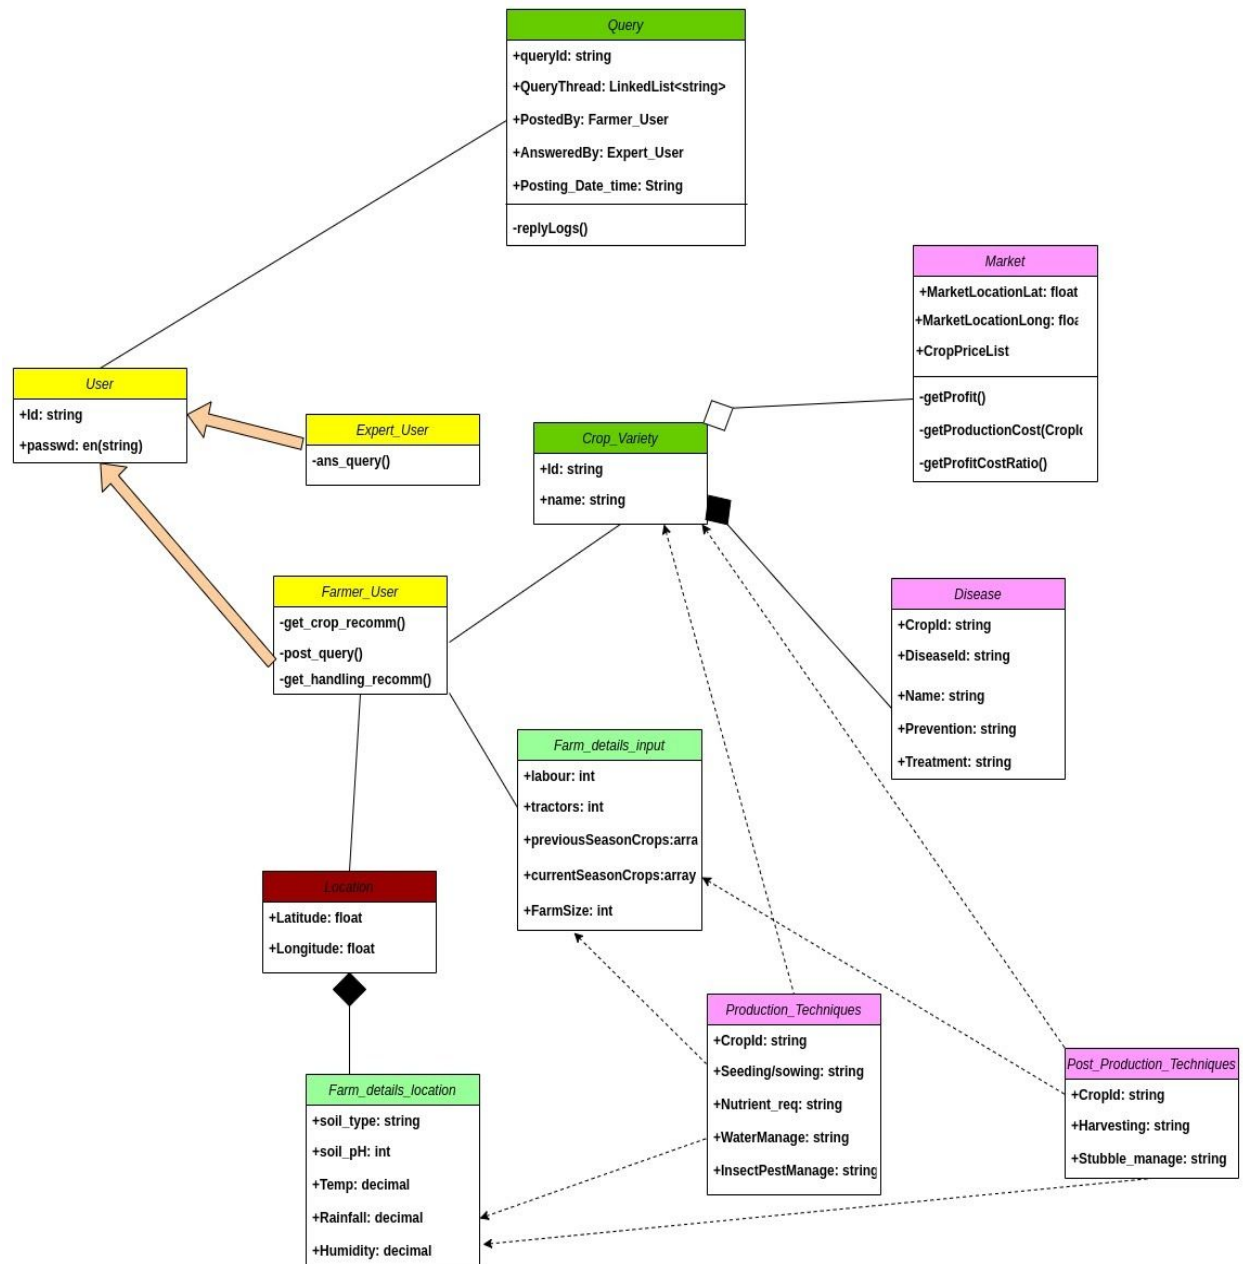 Query
+queryId: string
+QueryThread: LinkedList<string>
+PostedBy: Farmer_User
+AnsweredBy: Expert_User
+Posting_Date_time: String
-replyLogs()
Market
+MarketLocationLat: float
+MarketLocationLong: floa
+CropPriceList
-getProfit()
-getProductionCost(CropId
-getProfitCostRatio()
User
+Id: string
+passwd: en(string)
Expert_User
-ans_query()
Crop_Variety
+Id: string
+name: string
Farmer_User
-get_crop_recomm()
-post_query()
-get_handling_recomm()
Disease
+CropId: string
+DiseaseId: string
+Name: string
+Prevention: string
+Treatment: string
Farm_details_input
+labour: int
+tractors: int
+previousSeasonCrops:arra
+currentSeasonCrops:array
+FarmSize: int
Location
+Latitude: float
+Longitude: float
Production_Techniques
+CropId: string
+Seeding/sowing: string
+Nutrient_req: string
+WaterManage: string
+InsectPestManage: string
Post_Production_Techniques
+CropId: string
+Harvesting: string
+Stubble_manage: string
Farm_details_location
+soil_type: string
+soil_pH: int
+Temp: decimal
+Rainfall: decimal
+Humidity: decimal